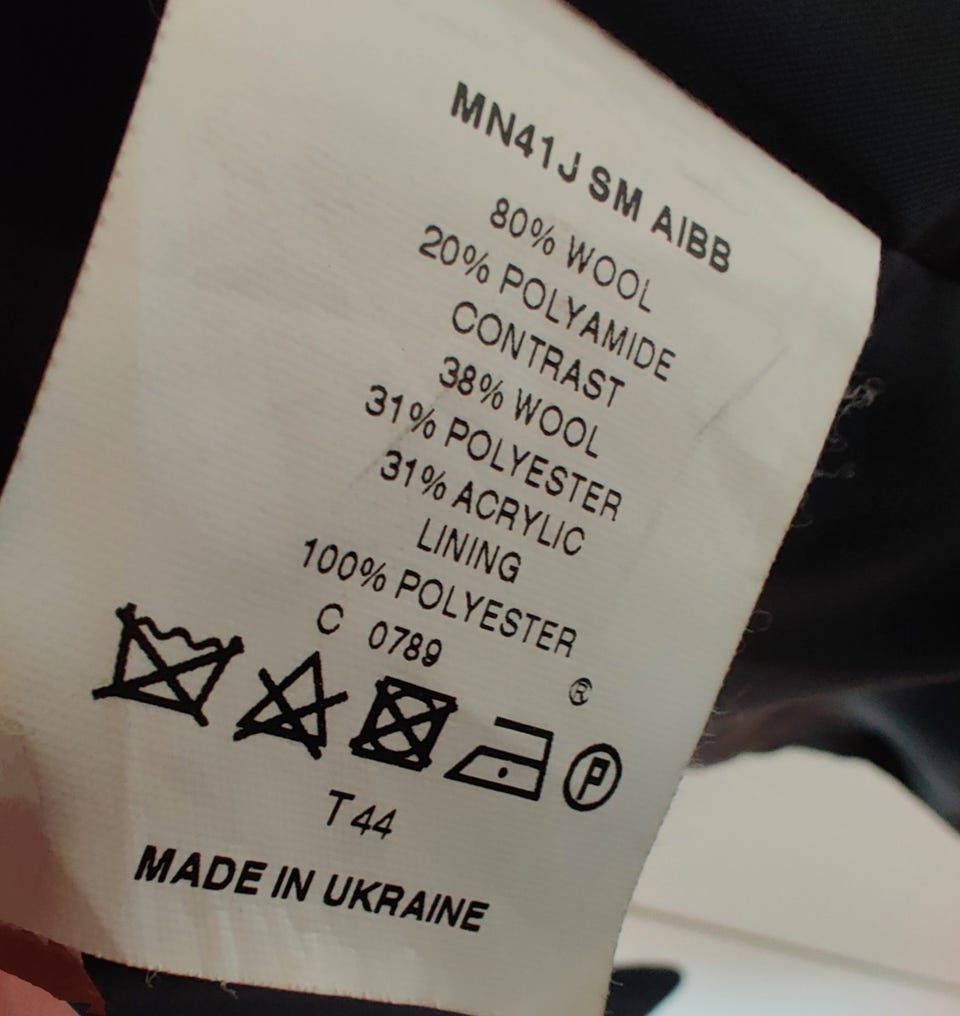 MN41J SM AIBB
80% WOOL
20% POLYAMIDE
CONTRAST
38% WOOL
31% POLYESTER
31% ACRYLIC
LINING
100% POLYESTER
C 0789
®
P
T 44
MADE IN UKRAINE